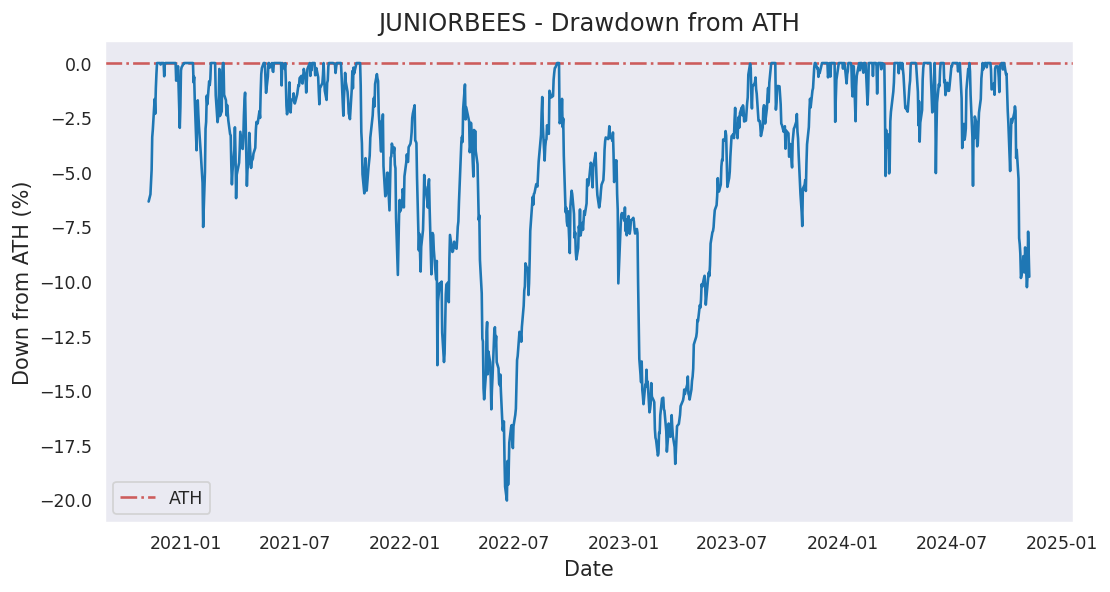 JUNIORBEES - Drawdown from ATH
Down from ATH (%)
0.0
−2.5
−5.0
−7.5
−10.0
−12.5
−15.0
−17.5
−20.0
ATH
2021-01 2021-07 2022-01 2022-07 2023-01 2023-07 2024-01 2024-07 2025-01
Date